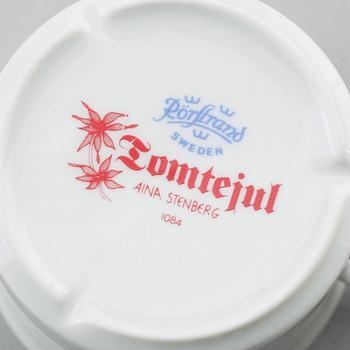 Rörstrand
SWEDEN
Tomtejul
AINA STENBERG
1084